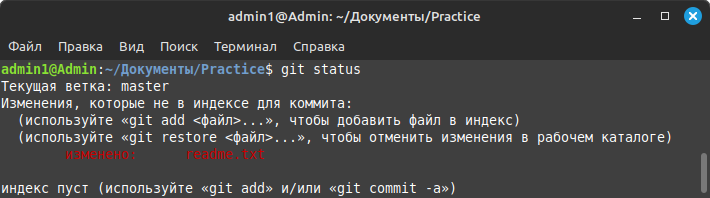 admin1@Admin: ~/Документы/Practice
Файл Правка Вид Поиск Терминал Справка
admin1@Admin:~/Документы/Practice$ git status
Текущая ветка: master
Изменения, которые не в индексе для коммита:
(используйте «git add <файл>...», чтобы добавить файл в индекс)
(используйте «git restore <файл>...», чтобы отменить изменения в рабочем каталоге)
изменено: readme.txt
индекс пуст (используйте «git add» и/или «git commit -a»)